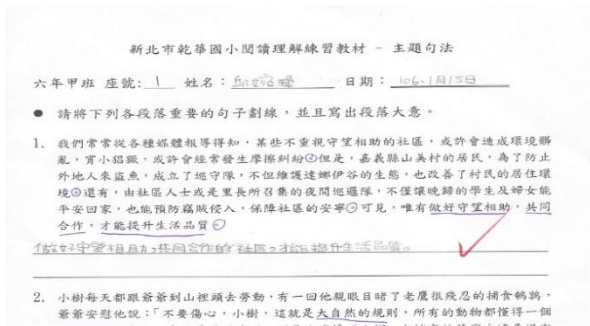 新北市乾華國小閱讀理解練習教材 - 主題句法
六年甲班 座號: 1 姓名: 日期: 106-1月15日
● 請將下列各段落重要的句子劃線,並且寫出段落大意。
1. 我們常常從各種媒體報導得知,某些不重視守望相助的社區,或許會造成環境髒
亂,宵小猖獗,或許會經常發生摩擦糾紛。但是,嘉義縣山美村的居民,為了防止
外地人來盜魚,成立了巡守隊,不但維護達娜伊谷的生態,也改善了村民的居住環
境。還有,由社區人士或是里長所召集的夜間巡邏隊,不僅讓晚歸的學生及婦女能
平安回家,也能預防竊賊侵入,保障社區的安寧。可見,唯有做好守望相助,共同
合作,才能提升生活品質。
做好守望相助,共同合作的社區,才能提升生活品質。
2. 小樹每天都跟爺爺到山裡頭去勞動,有一回他親眼目睹了老鷹很殘忍的捕食鵪鶉,
爺爺安慰他說:「不要傷心,小樹,這就是大自然的規則,所有的動物都懂得一個